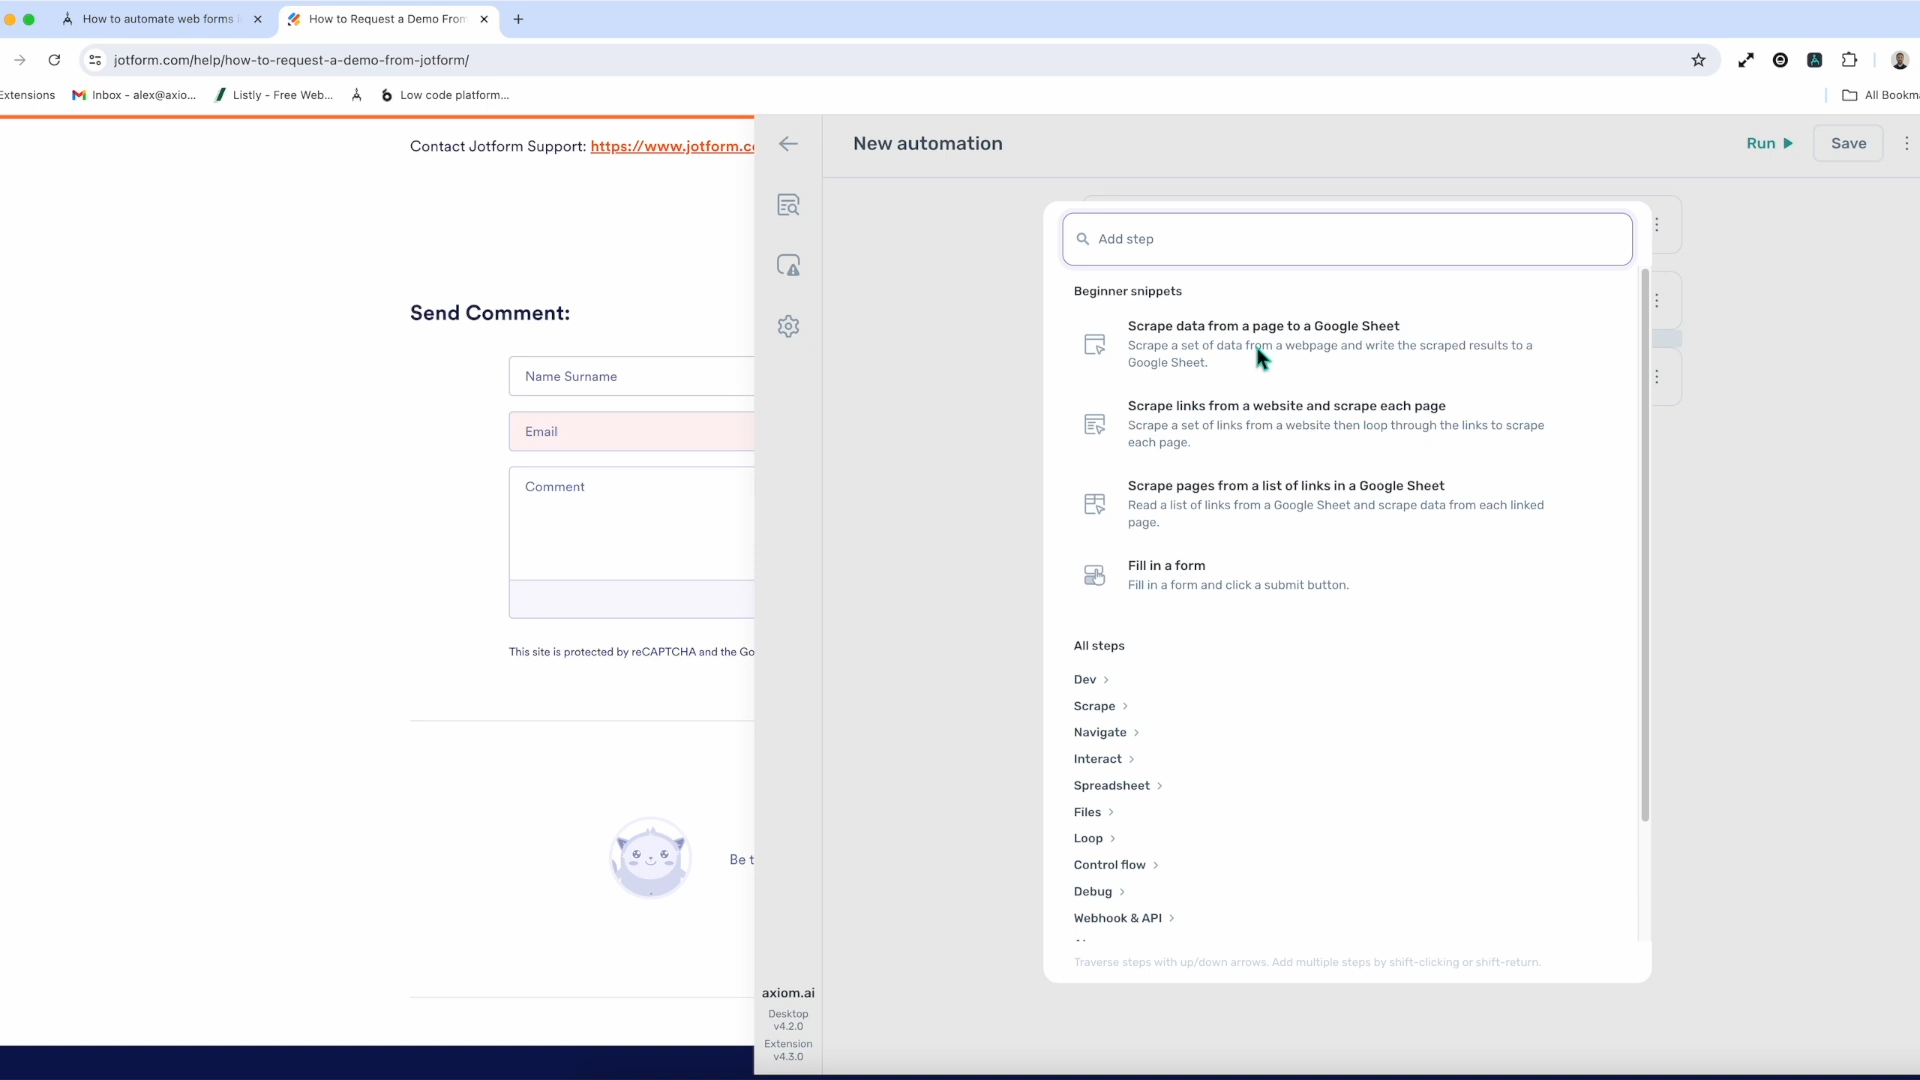 How to automate web forms
How to Request a Demo From
jotform.com/help/how-to-request-a-demo-from-jotform/
Extensions
Inbox - alex@axio...
Listly - Free Web...
Low code platform...
All Bookma
Contact Jotform Support: https://www.jotform.c
Send Comment:
Name Surname
Email
Comment
This site is protected by reCAPTCHA and the Go
Be t
axiom.ai
Desktop
v4.2.0
Extension
v4.3.0
New automation
Run
Save
Add step
Beginner snippets
Scrape data from a page to a Google Sheet
Scrape a set of data from a webpage and write the scraped results to a
Google Sheet.
Scrape links from a website and scrape each page
Scrape a set of links from a website then loop through the links to scrape
each page.
Scrape pages from a list of links in a Google Sheet
Read a list of links from a Google Sheet and scrape data from each linked
page.
Fill in a form
Fill in a form and click a submit button.
All steps
Dev
Scrape
Navigate
Interact
Spreadsheet
Files
Loop
Control flow
Debug
Webhook & API
Traverse steps with up/down arrows. Add multiple steps by shift-clicking or shift-return.